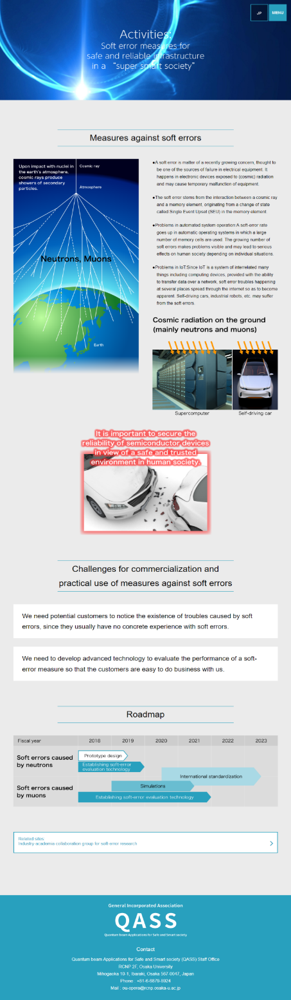 JP
MENU
Activities:
Soft error measures for
safe and reliable infrastructure
in a “super smart society”
Measures against soft errors
Upon impact with nuclei in
the earth's atmosphere,
cosmic rays produce
showers of secondary
particles.
Cosmic ray
Atmosphere
Neutrons, Muons
Earth
●A soft error is matter of a recently growing concern, thought to
be one of the sources of failure in electrical equipment. It
happens in electronic devices exposed to (cosmic) radiation
and may cause temporary malfunction of equipment.
●The soft error stems from the interaction between a cosmic ray
and a memory element, originating from a change of state
called Single Event Upset (SEU) in the memory element.
●Problems in automated system operation:A soft-error rate
goes up in automatic operating systems in which a large
number of memory cells are used. The growing number of
soft errors makes problems visible and may lead to serious
effects on human society depending on individual situations.
●Problems in IoT:Since IoT is a system of interrelated many
things including computing devices, provided with the ability
to transfer data over a network, soft error troubles happening
at several places spread through the internet so as to become
apparent. Self-driving cars, industrial robots, etc. may suffer
from the soft errors.
Cosmic radiation on the ground
(mainly neutrons and muons)
Supercomputer
Self-driving car
It is important to secure the
reliability of semiconductor devices
in view of a safe and trusted
environment in human society.
Challenges for commercialization and
practical use of measures against soft errors
We need potential customers to notice the existence of troubles caused by soft
errors, since they usually have no concrete experience with soft errors.
We need to develop advanced technology to evaluate the performance of a soft-
error measure so that the customers are easy to do business with us.
Roadmap
Fiscal year 2018 2019 2020 2021 2022 2023
Soft errors caused
by neutrons
Prototype design
Establishing soft-error
evaluation technology
International standardization
Soft errors caused
by muons
Simulations
Establishing soft-error evaluation technology
Related sites:
Industry-academia collaboration group for soft-error research
General Incorporated Association
QASS
Quantum beam Applications for Safe and Smart society
Contact
Quantum beam Applications for Safe and Smart society (QASS) Staff Office
RCNP 2F, Osaka University
Mihogaoka 10-1, Ibaraki, Osaka 567-0047, Japan
Phone : +81-6-6879-8924
Mail : ou-opera@rcnp.osaka-u.ac.jp